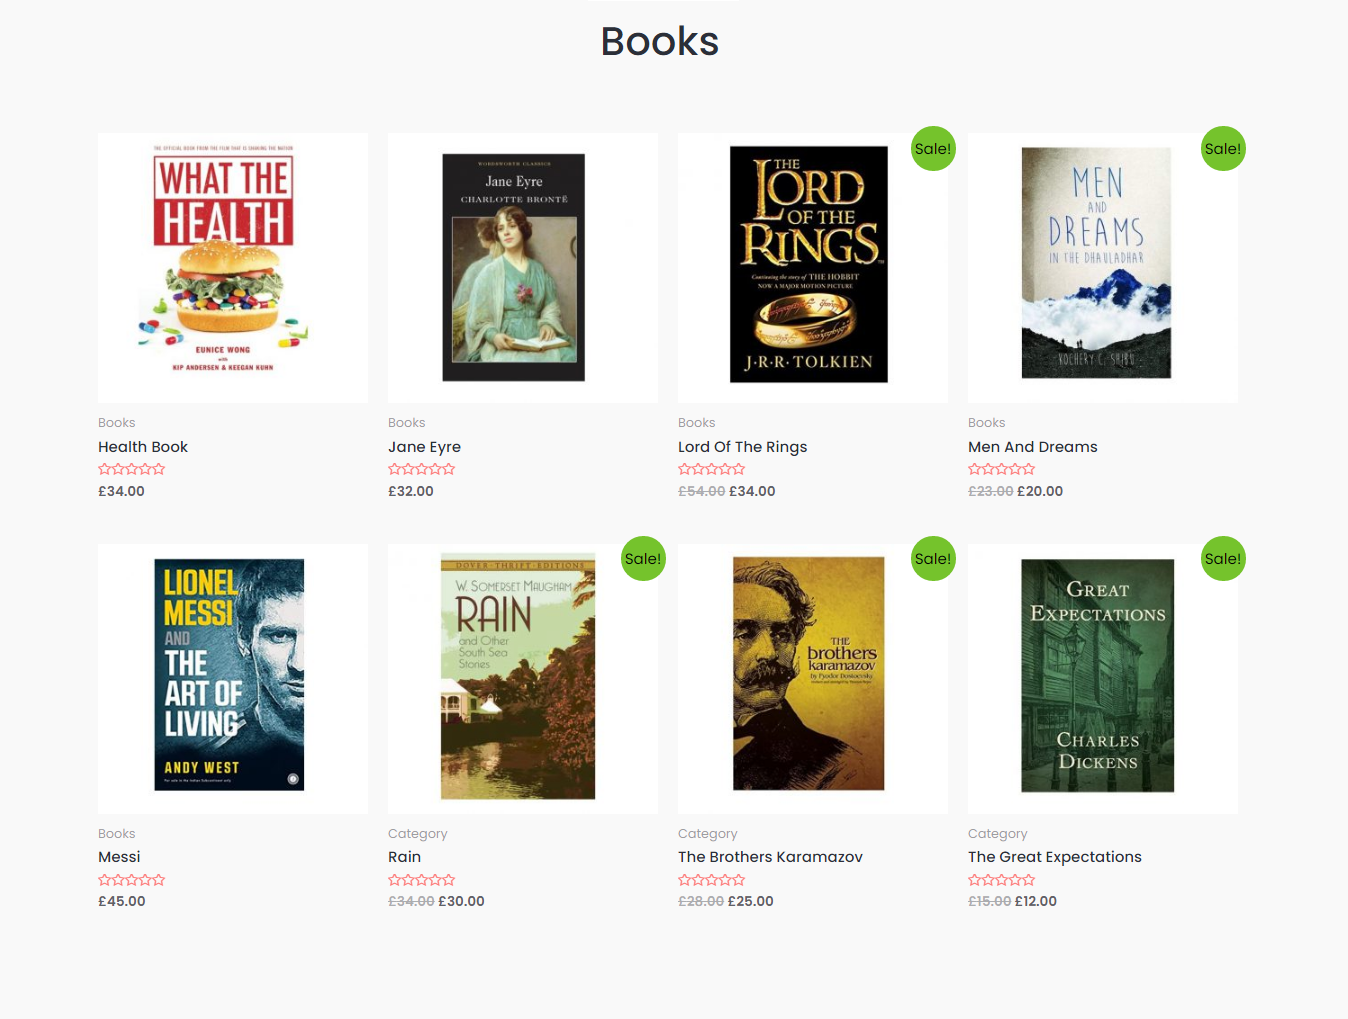 Books
THE OFFICIAL BOOK FROM THE FILM THAT IS SHAKING THE NATION
WHAT THE
HEALTH
EUNICE WONG
with
KIP ANDERSEN & KEEGAN KUHN
Books
Health Book
£34.00
WORDSWORTH CLASSICS
Jane Eyre
CHARLOTTE BRONTË
Books
Jane Eyre
£32.00
Sale!
THE
LORD
OF THE
RINGS
Continuing the story of THE HOBBIT
NOW A MAJOR MOTION PICTURE
J·R·R·TOLKIEN
Books
Lord Of The Rings
£54.00 £34.00
Sale!
MEN
AND
DREAMS
IN THE DHAULADHAR
KOCHERY C. SHIBU
Books
Men And Dreams
£23.00 £20.00
LIONEL
MESSI
AND
THE
ART OF
LIVING
ANDY WEST
For sale in the Indian Subcontinent only
Books
Messi
£45.00
Sale!
DOVER · THRIFT · EDITIONS
W. SOMERSET MAUGHAM
RAIN
and Other
South Sea
Stories
Category
Rain
£34.00 £30.00
Sale!
THE
brothers
karamazov
by Fyodor Dostoevsky
Category
The Brothers Karamazov
£28.00 £25.00
Sale!
GREAT
EXPECTATIONS
CHARLES
DICKENS
Category
The Great Expectations
£15.00 £12.00